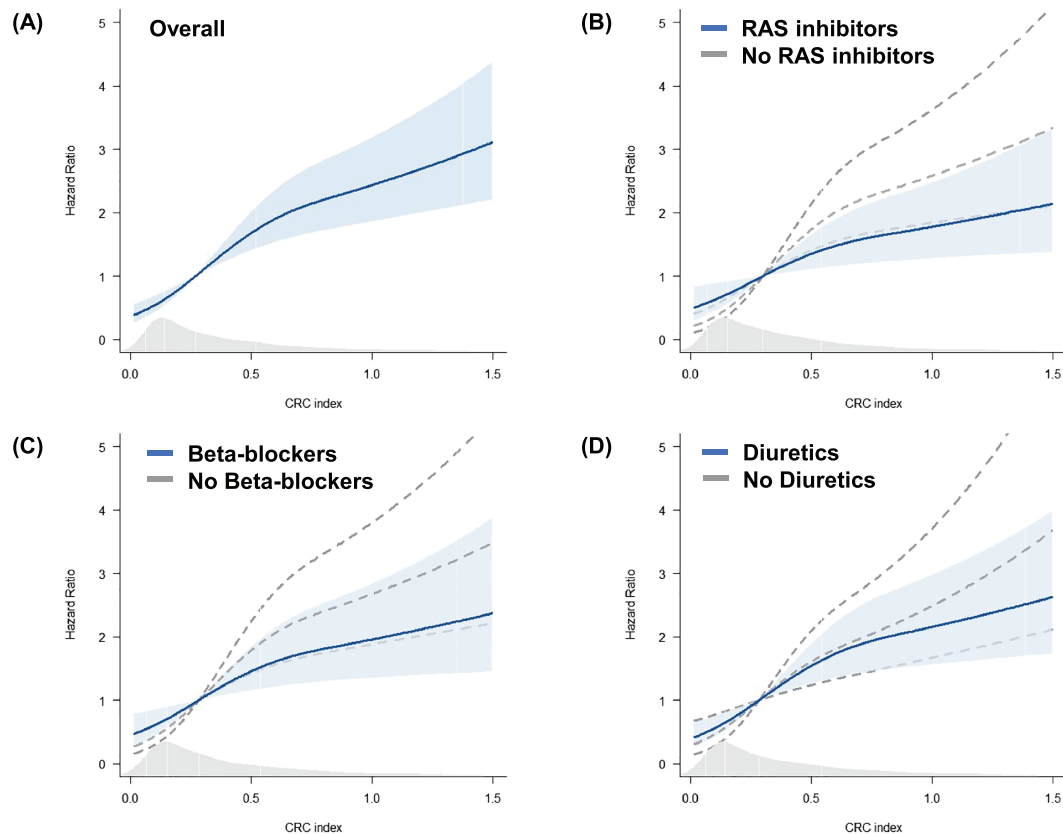 (A)
Overall
5
4
3
2
1
0
Hazard Ratio
0.0 0.5 1.0 1.5
CRC index
(B)
RAS inhibitors
No RAS inhibitors
5
4
3
2
1
0
Hazard Ratio
0.0 0.5 1.0 1.5
CRC index
(C)
Beta-blockers
No Beta-blockers
5
4
3
2
1
0
Hazard Ratio
0.0 0.5 1.0 1.5
CRC index
(D)
Diuretics
No Diuretics
5
4
3
2
1
0
Hazard Ratio
0.0 0.5 1.0 1.5
CRC index